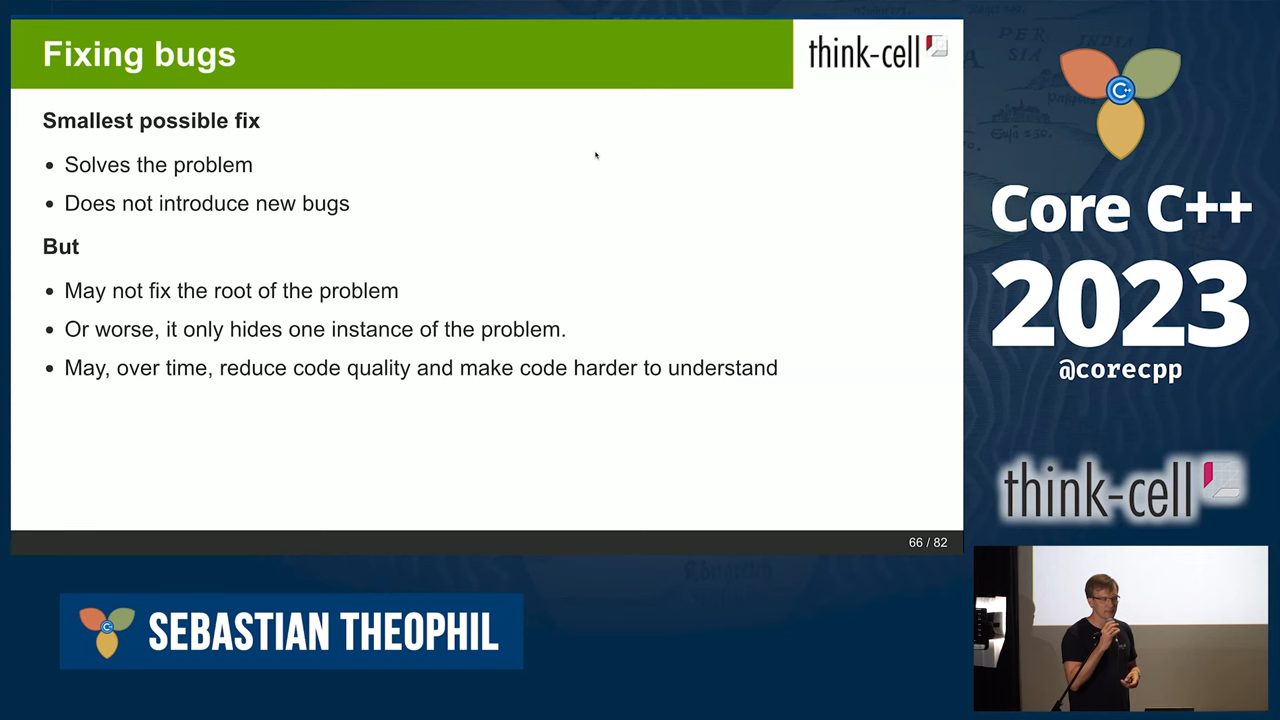 Fixing bugs
think-cell
Smallest possible fix
• Solves the problem
• Does not introduce new bugs
But
• May not fix the root of the problem
• Or worse, it only hides one instance of the problem.
• May, over time, reduce code quality and make code harder to understand
66 / 82
C++
Core C++
2023
@corecpp
think-cell
SEBASTIAN THEOPHIL
PERSIA
INDIA